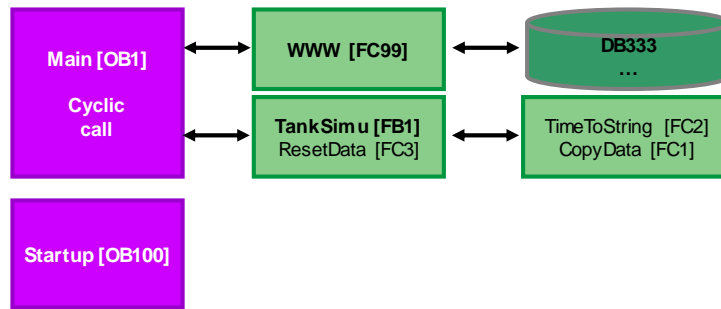 Main [OB1]
Cyclic
call
WWW [FC99]
DB333
...
TankSimu [FB1]
ResetData [FC3]
TimeToString [FC2]
CopyData [FC1]
Startup [OB100]